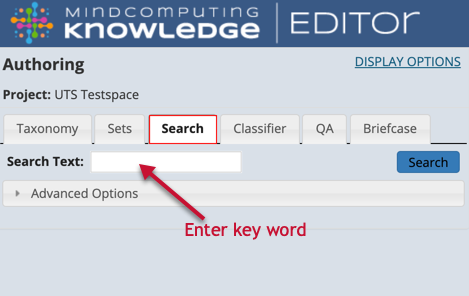 MINDCOMPUTING
KNOWLEDGE | EDITOR
Authoring
DISPLAY OPTIONS
Project: UTS Testspace
Taxonomy Sets Search Classifier QA Briefcase
Search Text: Search
Advanced Options
Enter key word